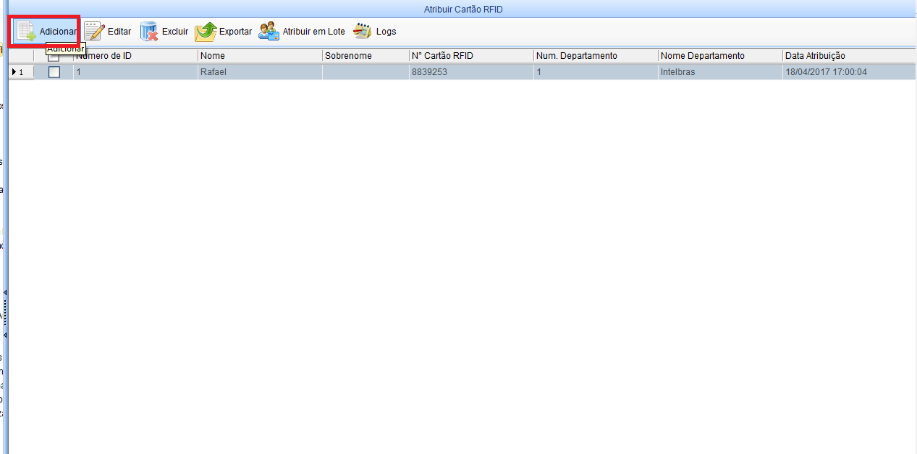 Atribuir Cartão RFID
Adicionar Editar Excluir Exportar Atribuir em Lote Logs
Adicionar
Número de ID Nome Sobrenome N° Cartão RFID Num. Departamento Nome Departamento Data Atribuição
1 1 Rafael 8839253 1 Intelbras 18/04/2017 17:00:04